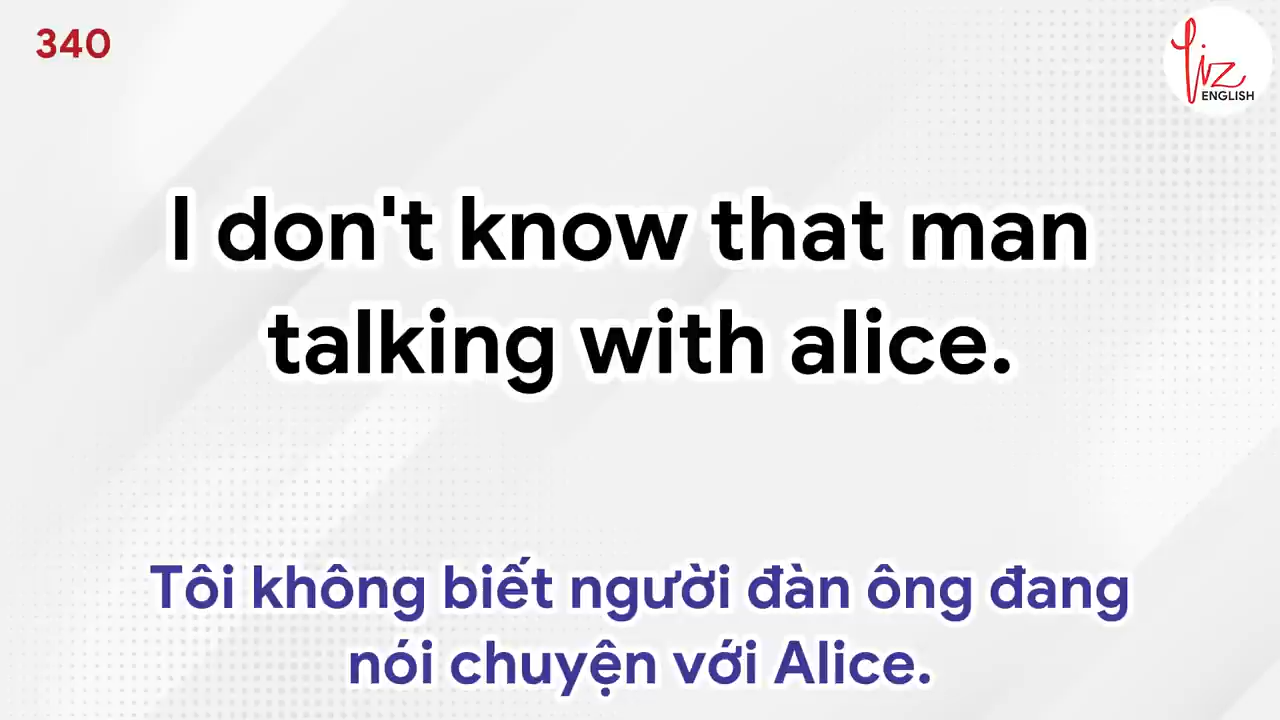 340
Liz
ENGLISH
I don't know that man
talking with alice.
Tôi không biết người đàn ông đang
nói chuyện với Alice.